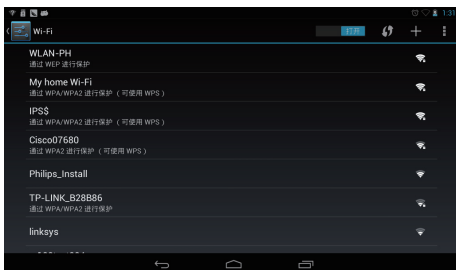 1:31
Wi-Fi
打开
WLAN-PH
通过 WEP 进行保护
My home Wi-Fi
通过 WPA/WPA2 进行保护（可使用 WPS）
IPS$
通过 WPA/WPA2 进行保护（可使用 WPS）
Cisco07680
通过 WPA2 进行保护（可使用 WPS）
Philips_Install
TP-LINK_B28B86
通过 WPA/WPA2 进行保护
linksys